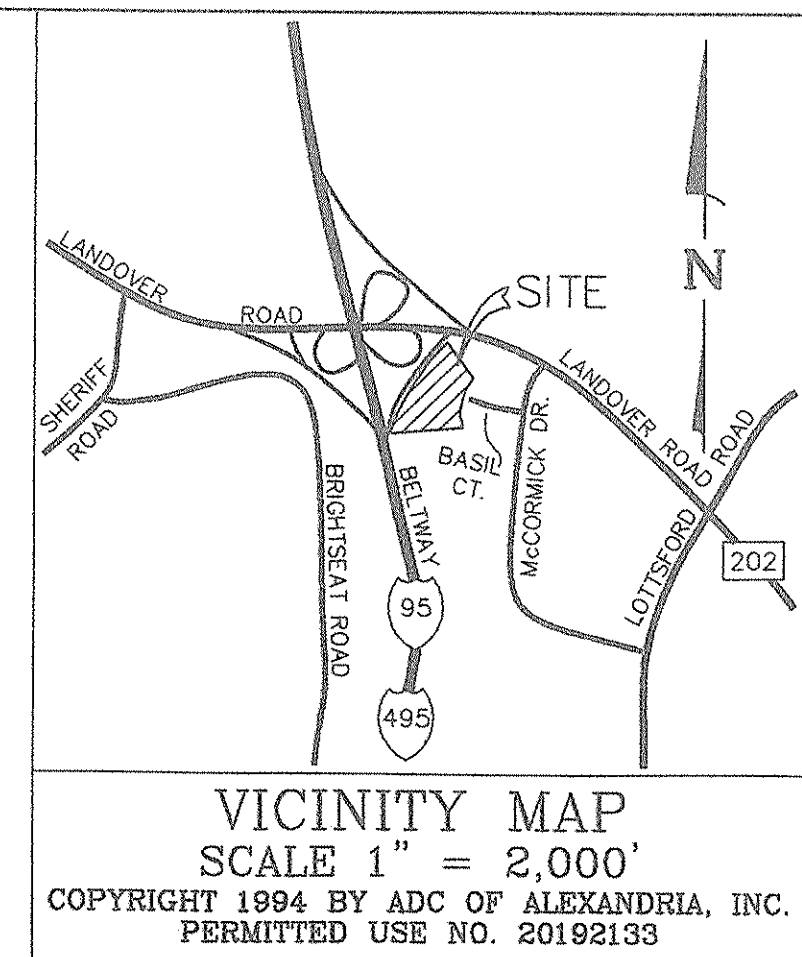 LANDOVER
ROAD
SITE
N
SHERIFF
ROAD
LANDOVER ROAD
BASIL
CT.
McCORMICK DR.
BRIGHTSEAT ROAD
BELTWAY
LOTTSFORD
ROAD
202
95
495
VICINITY MAP
SCALE 1" = 2,000'
COPYRIGHT 1994 BY ADC OF ALEXANDRIA, INC.
PERMITTED USE NO. 20192133